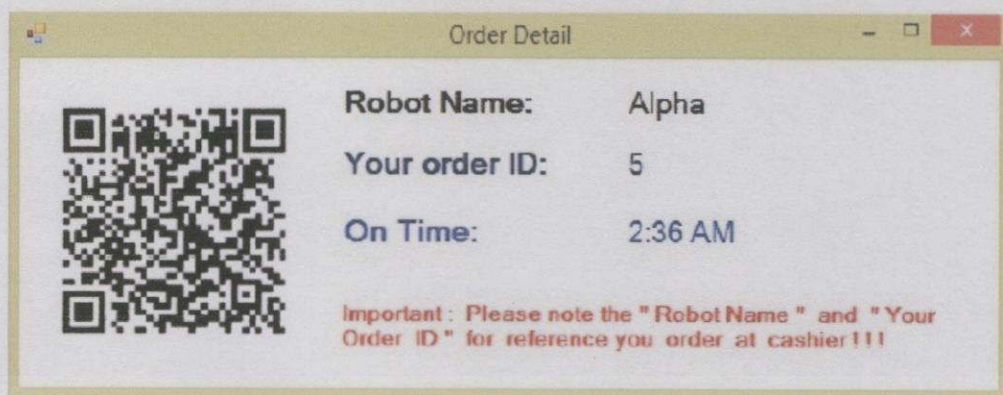 Order Detail
Robot Name: Alpha
Your order ID: 5
On Time: 2:36 AM
Important : Please note the " Robot Name " and " Your
Order ID " for reference you order at cashier ! ! !